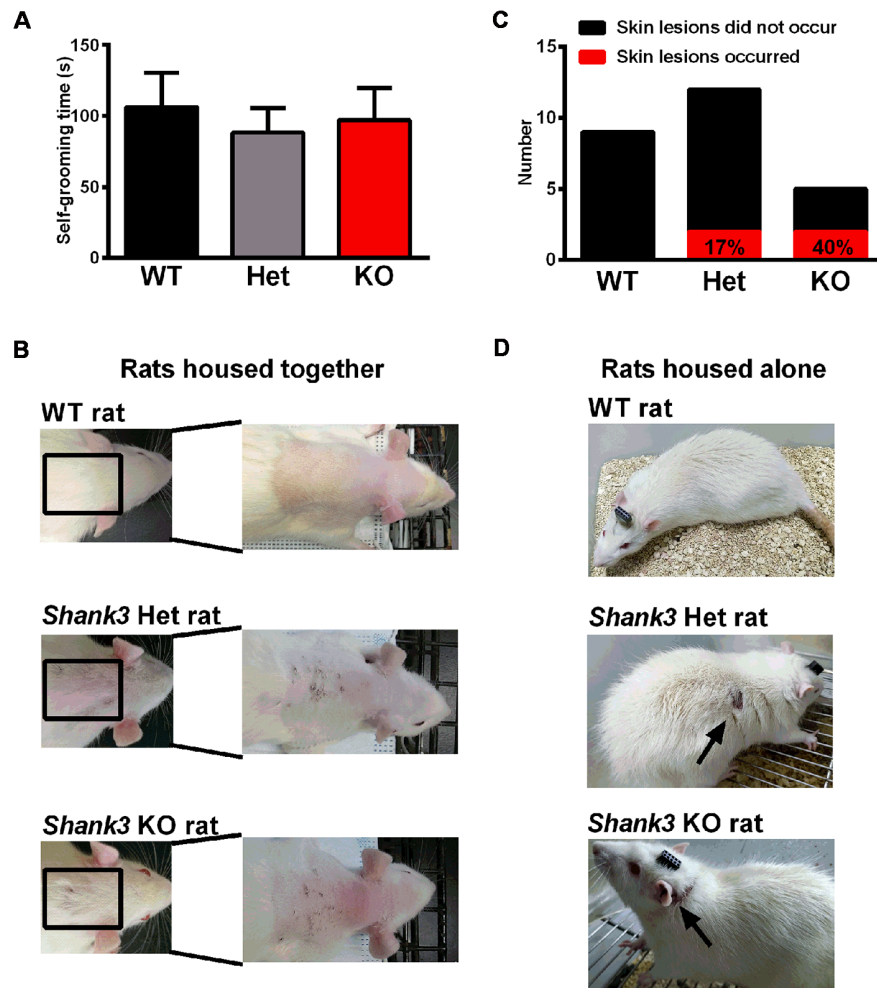 A
Self-grooming time (s)
150
100
50
0
WT
Het
KO
B
Rats housed together
WT rat
Shank3 Het rat
Shank3 KO rat
C
Skin lesions did not occur
Skin lesions occurred
Number
15
10
5
0
17%
40%
WT
Het
KO
D
Rats housed alone
WT rat
Shank3 Het rat
Shank3 KO rat